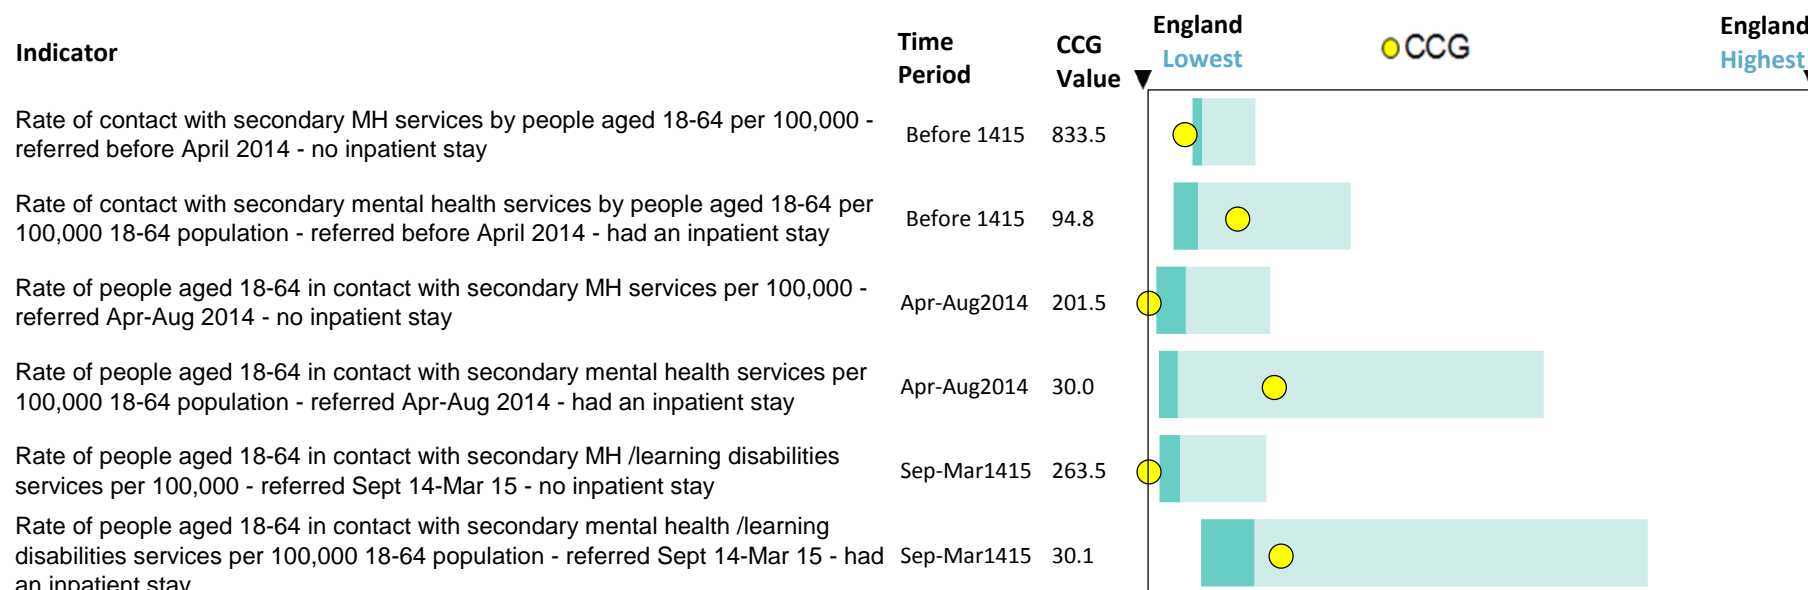 Indicator
Time Period
CCG Value
England Lowest
CCG
England Highest
Rate of contact with secondary MH services by people aged 18-64 per 100,000 -
referred before April 2014 - no inpatient stay
Before 1415 833.5
Rate of contact with secondary mental health services by people aged 18-64 per
100,000 18-64 population - referred before April 2014 - had an inpatient stay
Before 1415 94.8
Rate of people aged 18-64 in contact with secondary MH services per 100,000 -
referred Apr-Aug 2014 - no inpatient stay
Apr-Aug2014 201.5
Rate of people aged 18-64 in contact with secondary mental health services per
100,000 18-64 population - referred Apr-Aug 2014 - had an inpatient stay
Apr-Aug2014 30.0
Rate of people aged 18-64 in contact with secondary MH /learning disabilities
services per 100,000 - referred Sept 14-Mar 15 - no inpatient stay
Sep-Mar1415 263.5
Rate of people aged 18-64 in contact with secondary mental health /learning
disabilities services per 100,000 18-64 population - referred Sept 14-Mar 15 - had
an inpatient stay
Sep-Mar1415 30.1